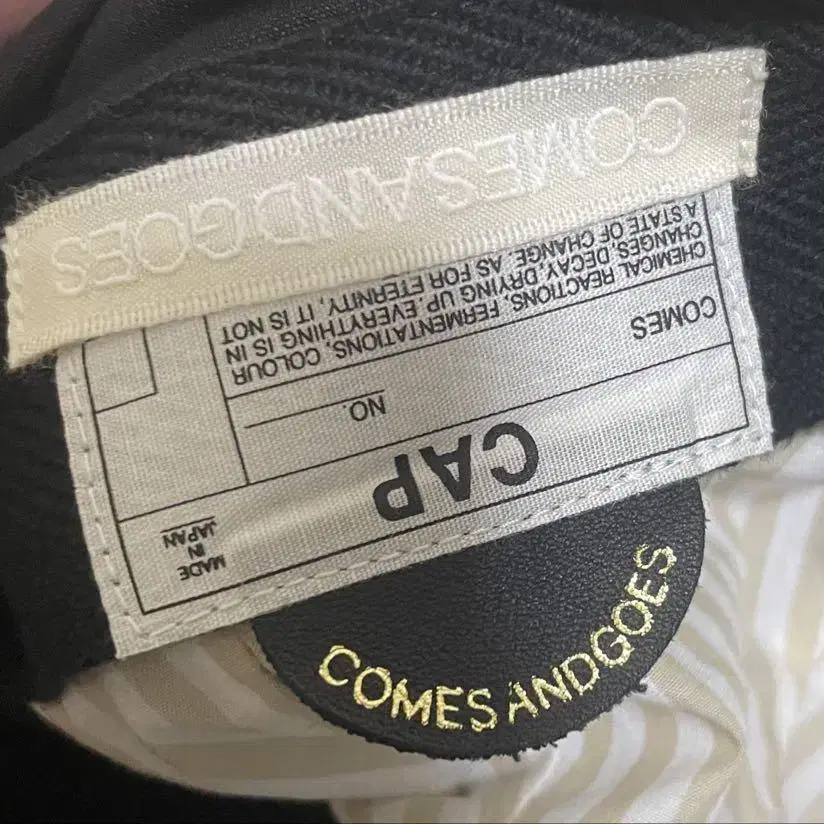 MADE
IN
JAPAN
CAP
NO.
COMES
CHEMICAL REACTIONS, FERMENTATIONS, COLOUR
CHANGES, DECAY, DRYING UP. EVERYTHING IS IN
A STATE OF CHANGE. AS FOR ETERNITY, IT IS NOT
COMESANDGOES
COMESANDGOES